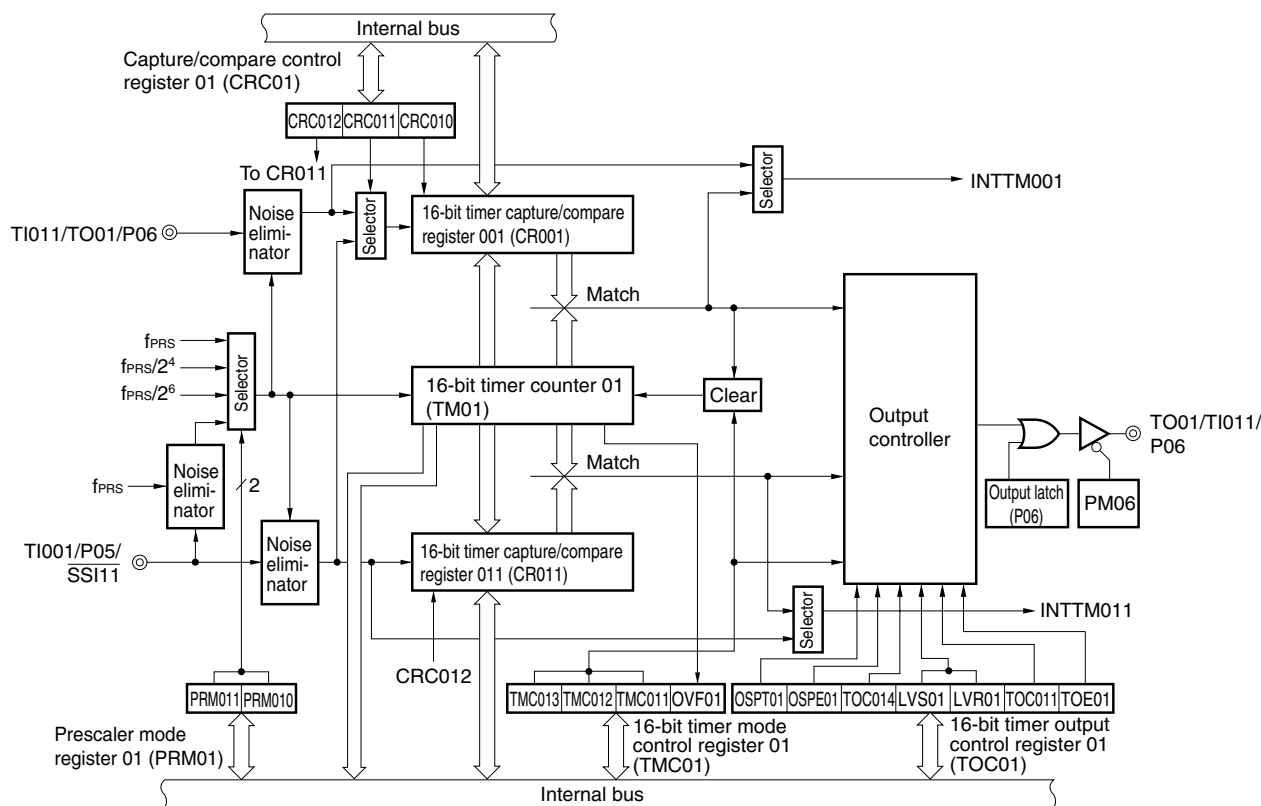 Internal bus
Capture/compare control
register 01 (CRC01)
CRC012 CRC011 CRC010
To CR011
Selector
INTTM001
TI011/TO01/P06
Noise
elimi-
nator
Selector
16-bit timer capture/compare
register 001 (CR001)
Match
fPRS
fPRS/2⁴
fPRS/2⁶
Selector
16-bit timer counter 01
(TM01)
Clear
Output
controller
TO01/TI011/
P06
Output latch
(P06)
PM06
fPRS
Noise
elimi-
nator
2
Match
TI001/P05/
SSI11
Noise
elimi-
nator
16-bit timer capture/compare
register 011 (CR011)
Selector
INTTM011
CRC012
PRM011 PRM010
TMC013 TMC012 TMC011 OVF01
OSPT01 OSPE01 TOC014 LVS01 LVR01 TOC011 TOE01
Prescaler mode
register 01 (PRM01)
16-bit timer mode
control register 01
(TMC01)
16-bit timer output
control register 01
(TOC01)
Internal bus